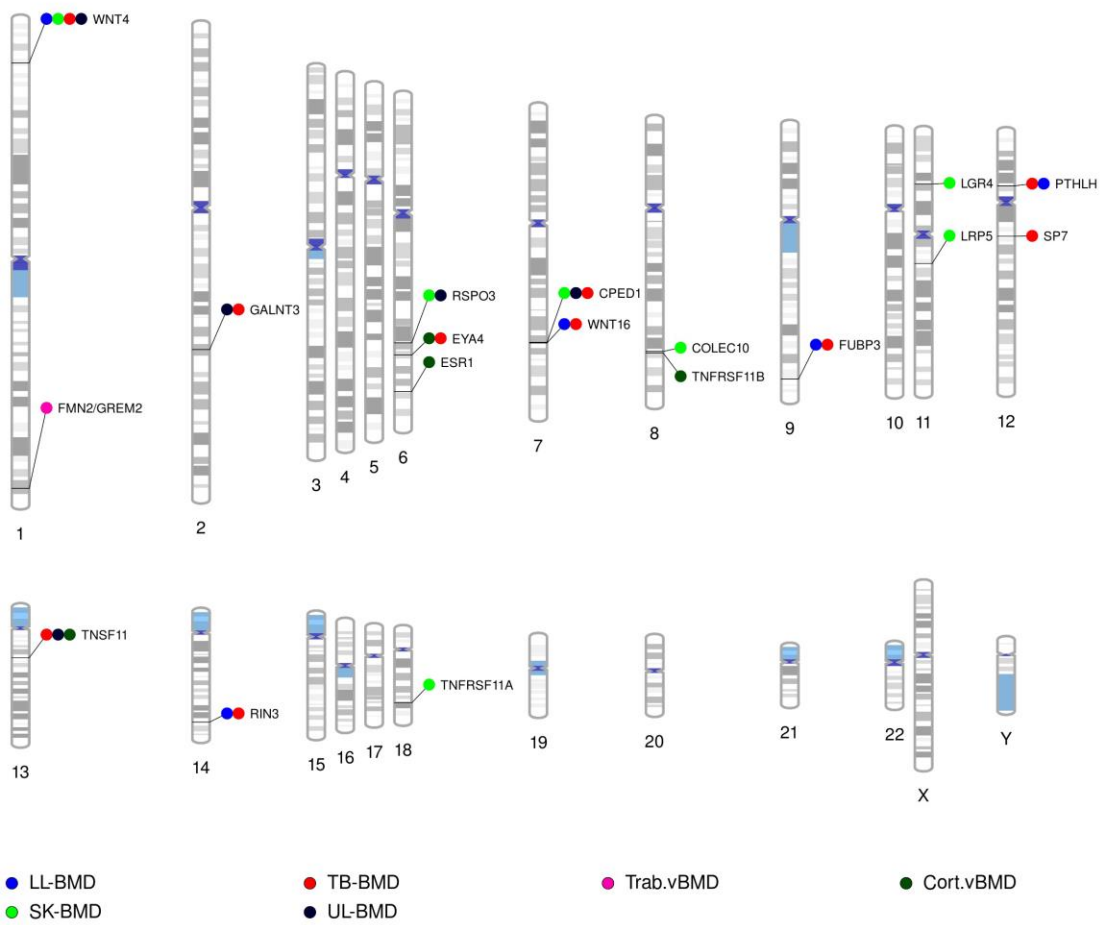 WNT4
GALNT3
RSPO3
EYA4
ESR1
CPED1
WNT16
COLEC10
TNFRSF11B
FUBP3
LGR4
PTHLH
LRP5
SP7
FMN2/GREM2
1
2
3
4
5
6
7
8
9
10
11
12
TNSF11
RIN3
TNFRSF11A
13
14
15
16
17
18
19
20
21
22
X
Y
LL-BMD
TB-BMD
Trab.vBMD
Cort.vBMD
SK-BMD
UL-BMD